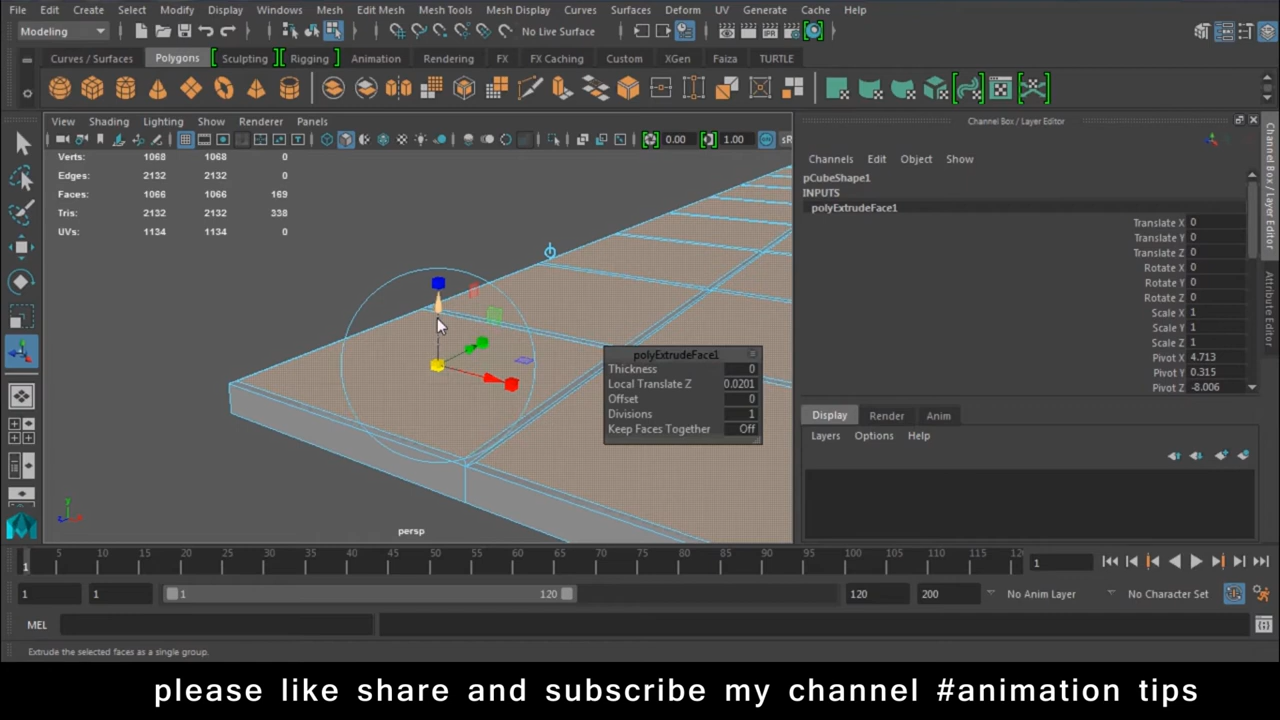 File Edit Create Select Modify Display Windows Mesh Edit Mesh Mesh Tools Mesh Display Curves Surfaces Deform UV Generate Cache Help
Modeling No Live Surface
Curves / Surfaces Polygons Sculpting Rigging Animation Rendering FX FX Caching Custom XGen Faiza TURTLE
View Shading Lighting Show Renderer Panels
0.00 1.00 sR
Channel Box / Layer Editor
Verts: 1068 1068 0
Edges: 2132 2132 0
Faces: 1066 1066 169
Tris: 2132 2132 338
UVs: 1134 1134 0
polyExtrudeFace1
Thickness 0
Local Translate Z 0.0201
Offset 0
Divisions 1
Keep Faces Together Off
persp
Channels Edit Object Show
pCubeShape1
INPUTS
polyExtrudeFace1
Translate X 0
Translate Y 0
Rotate X 0
Rotate Y 0
Rotate Z 0
Scale X 1
Scale Y 1
Scale Z 1
Pivot X 4.713
Pivot Y 0.315
Pivot Z -8.006
Display Render Anim
Layers Options Help
Channel Box / Layer Editor
Attribute Editor
5 10 15 20 25 30 35 40 45 50 55 60 65 70 75 80 85 90 95 100 105 110 115 12
1 1
1 1 1 120 120 200 No Anim Layer No Character Set
MEL
Extrude the selected faces as a single group.
please like share and subscribe my channel #animation tips